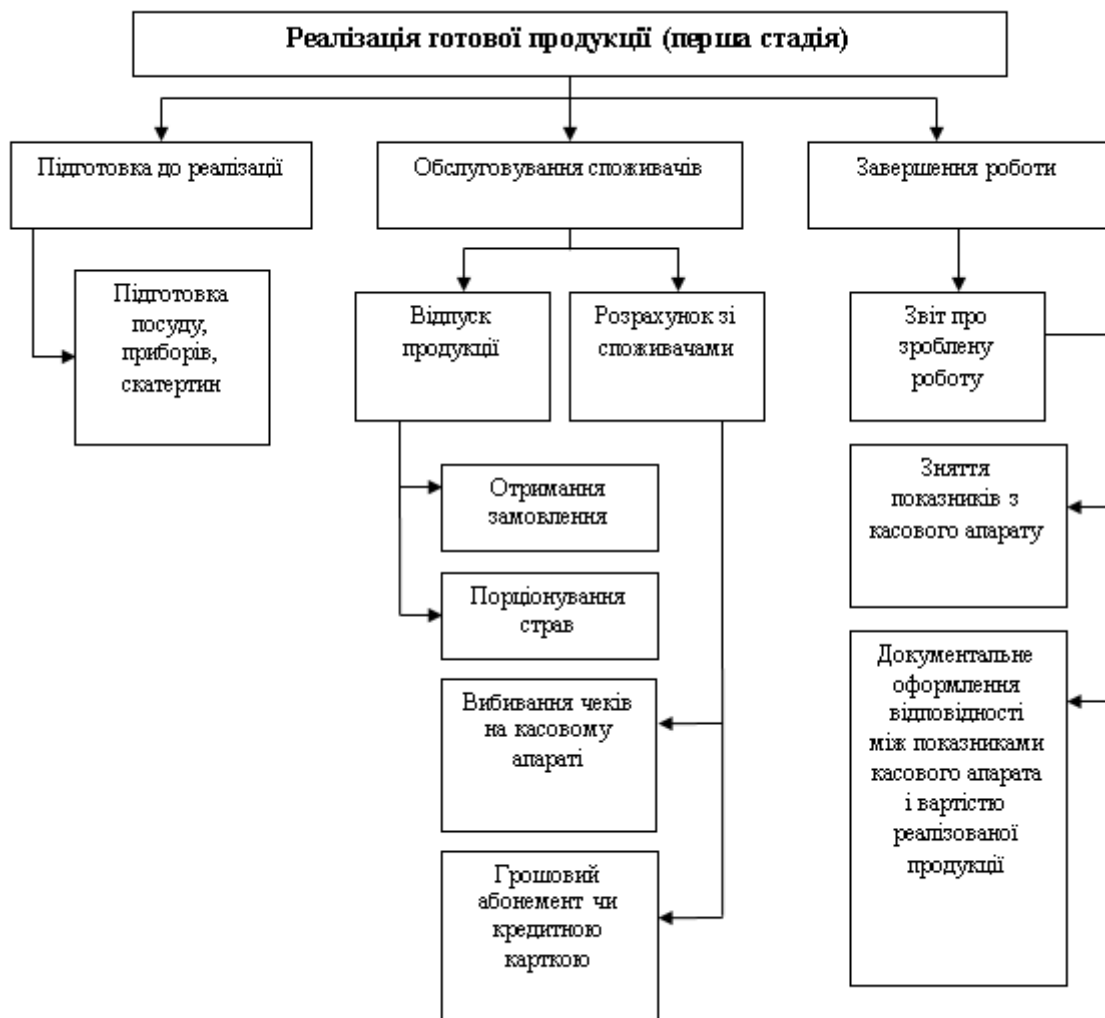 Реалізація готової продукції (перша стадія)
Підготовка до реалізації
Обслуговування споживачів
Завершення роботи
Підготовка
посуду,
приборів,
скатертин
Відпуск
продукції
Розрахунок зі
споживачами
Звіт про
зроблену
роботу
Отримання
замовлення
Порціонування
страв
Вибивання чеків
на касовому
апараті
Грошовий
абонемент чи
кредитною
карткою
Зняття
показників з
касового апарату
Документальне
оформлення
відповідності
між показниками
касового апарата
і вартістю
реалізованої
продукції